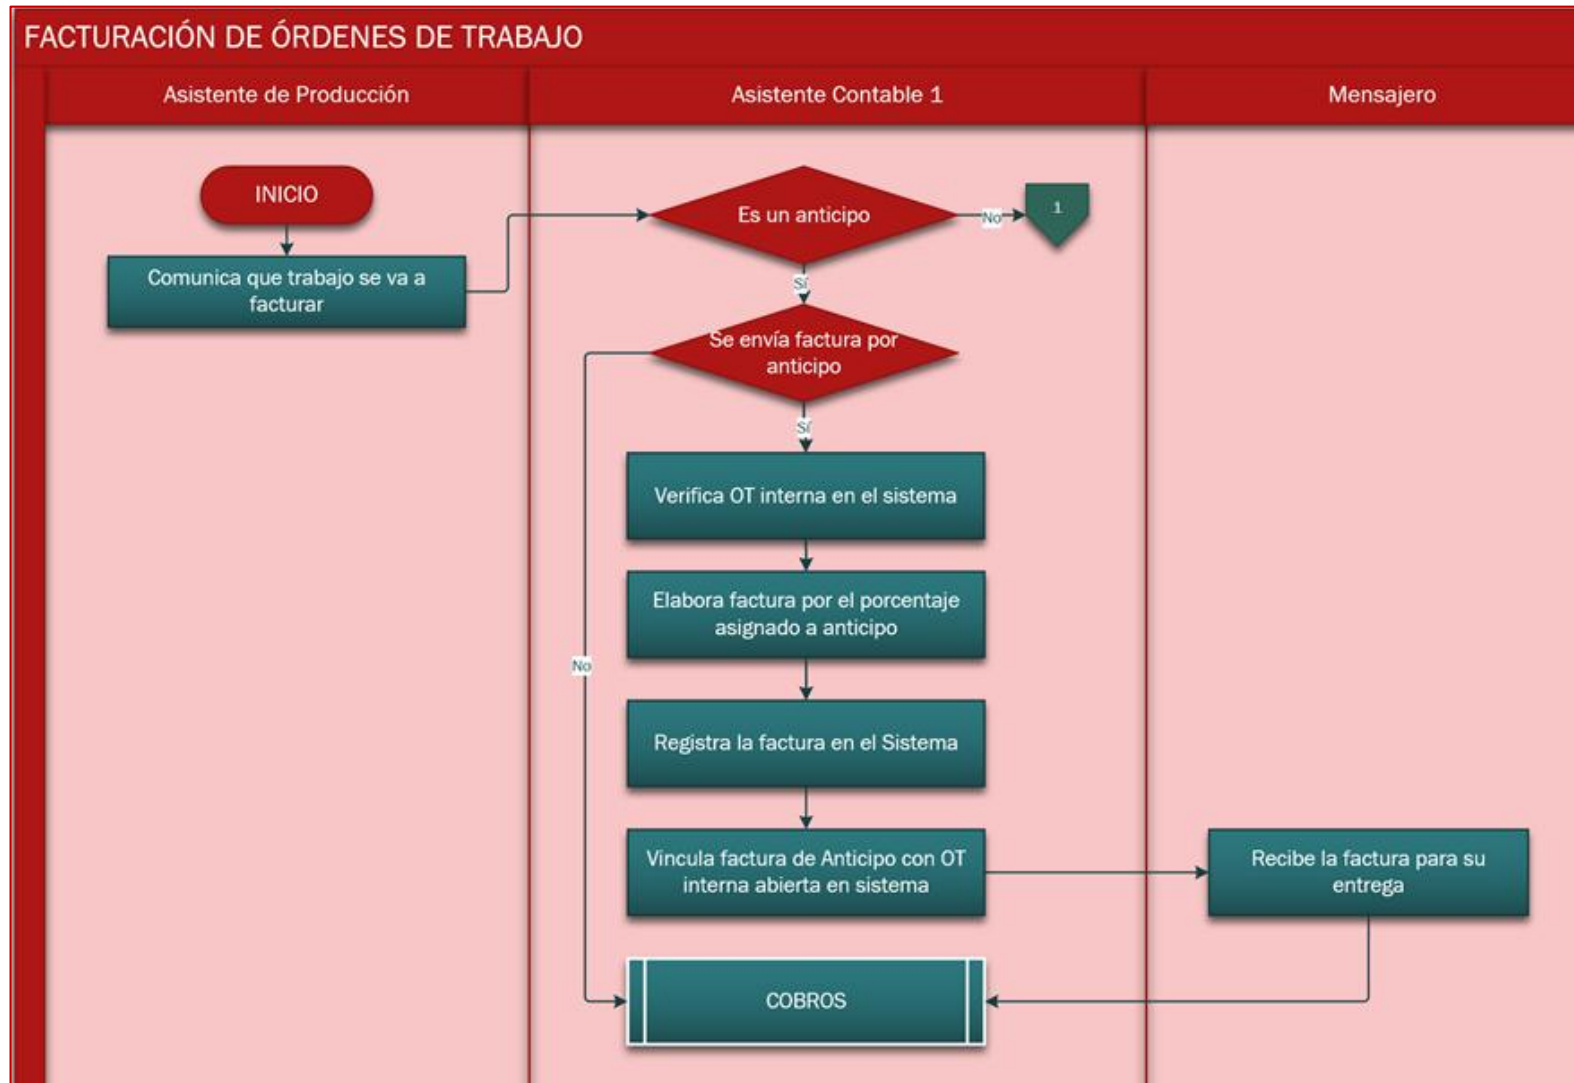 FACTURACIÓN DE ÓRDENES DE TRABAJO
Asistente de Producción
Asistente Contable 1
Mensajero
INICIO
Comunica que trabajo se va a
facturar
Es un anticipo
No
1
Sí
Se envía factura por
anticipo
Sí
Verifica OT interna en el sistema
Elabora factura por el porcentaje
asignado a anticipo
No
Registra la factura en el Sistema
Vincula factura de Anticipo con OT
interna abierta en sistema
Recibe la factura para su
entrega
COBROS